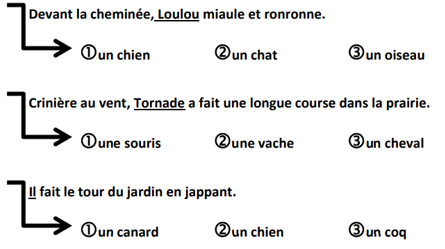 Devant la cheminée, Loulou miaule et ronronne.
①un chien ②un chat ③un oiseau
Crinière au vent, Tornade a fait une longue course dans la prairie.
①une souris ②une vache ③un cheval
Il fait le tour du jardin en jappant.
①un canard ②un chien ③un coq